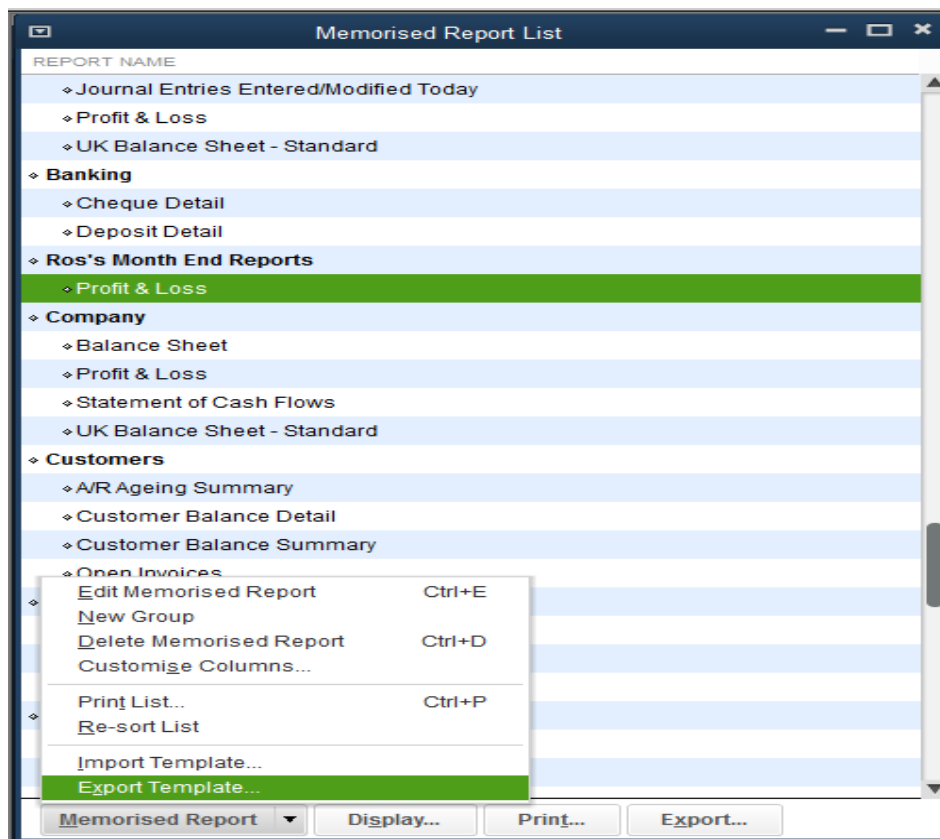 Memorised Report List
REPORT NAME
Journal Entries Entered/Modified Today
Profit & Loss
UK Balance Sheet - Standard
Banking
Cheque Detail
Deposit Detail
Ros's Month End Reports
Profit & Loss
Company
Balance Sheet
Profit & Loss
Statement of Cash Flows
UK Balance Sheet - Standard
Customers
A/R Ageing Summary
Customer Balance Detail
Customer Balance Summary
Open Invoices
Edit Memorised Report Ctrl+E
New Group
Delete Memorised Report Ctrl+D
Customise Columns...
Print List... Ctrl+P
Re-sort List
Import Template...
Export Template...
Memorised Report Display... Print... Export...